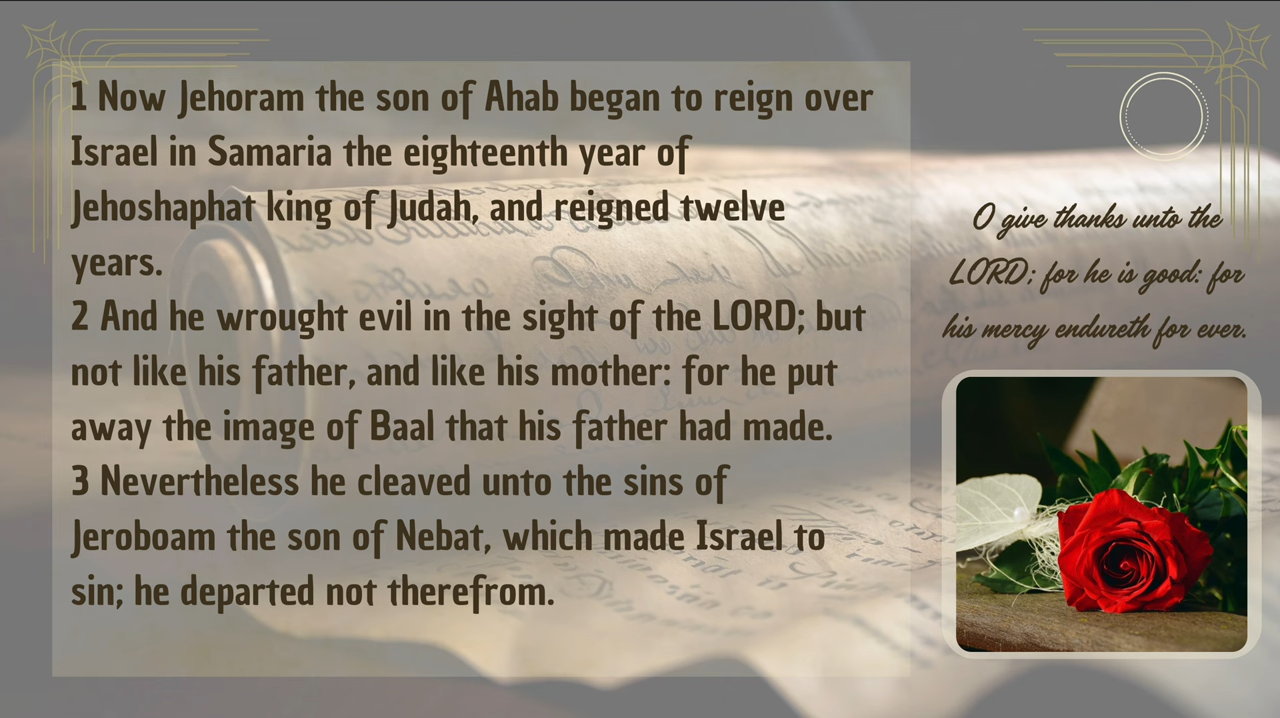 1 Now Jehoram the son of Ahab began to reign over
Israel in Samaria the eighteenth year of
Jehoshaphat king of Judah, and reigned twelve
years.
2 And he wrought evil in the sight of the LORD; but
not like his father, and like his mother: for he put
away the image of Baal that his father had made.
3 Nevertheless he cleaved unto the sins of
Jeroboam the son of Nebat, which made Israel to
sin; he departed not therefrom.
O give thanks unto the
LORD; for he is good: for
his mercy endureth for ever.